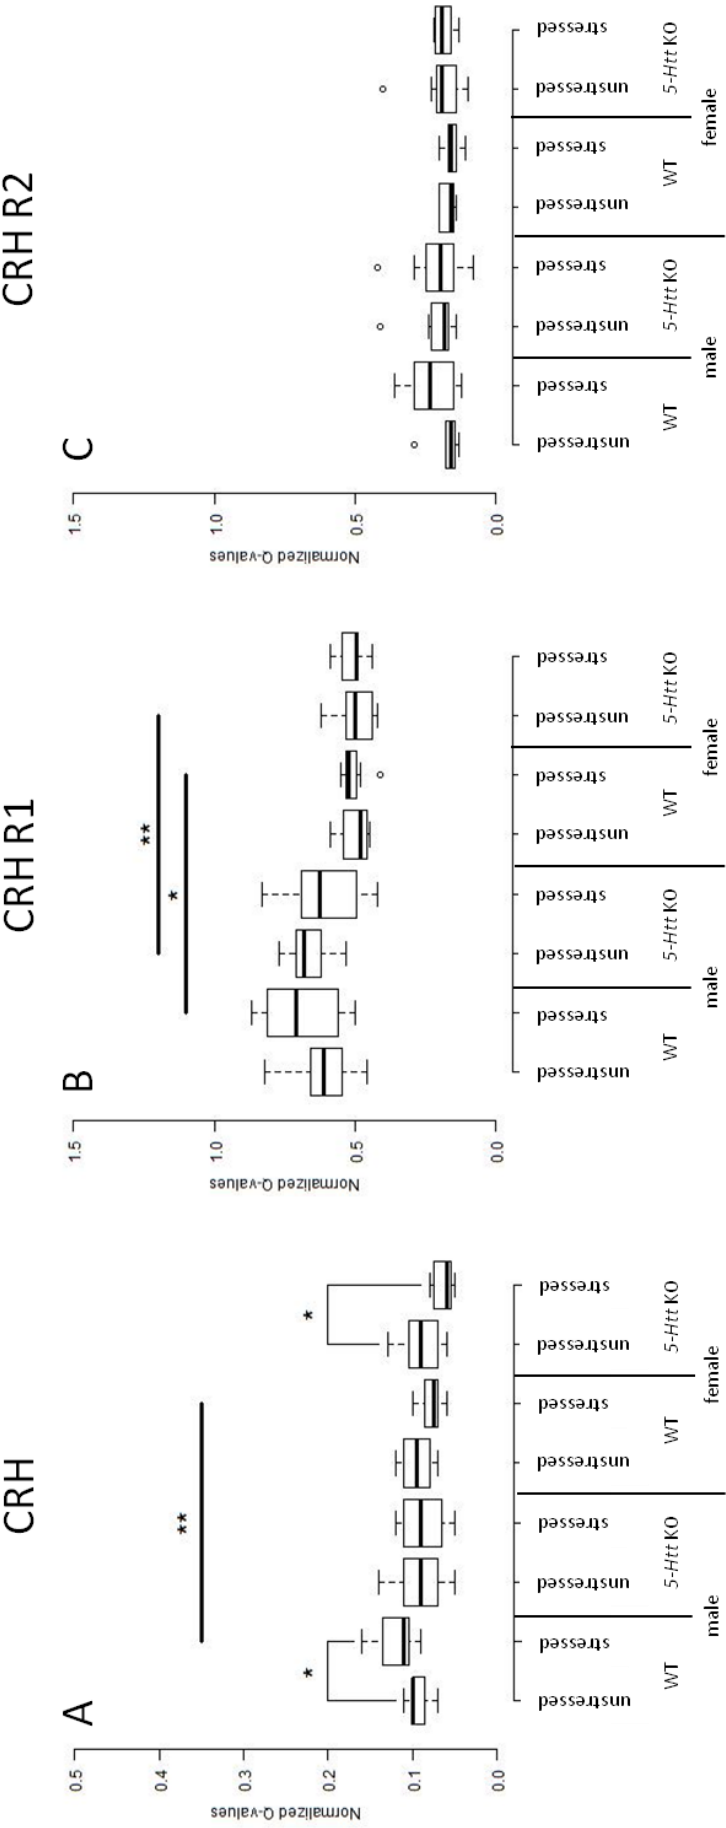 A
CRH
Normalized Q-values
0.5
0.4
0.3
0.2
0.1
0.0
*
**
*
unstressed
stressed
unstressed
stressed
unstressed
stressed
unstressed
stressed
WT
5-Htt KO
WT
5-Htt KO
male
female
B
CRH R1
Normalized Q-values
1.5
1.0
0.5
0.0
**
*
unstressed
stressed
unstressed
stressed
unstressed
stressed
unstressed
stressed
WT
5-Htt KO
WT
5-Htt KO
male
female
C
CRH R2
Normalized Q-values
1.5
1.0
0.5
0.0
unstressed
stressed
unstressed
stressed
unstressed
stressed
unstressed
stressed
WT
5-Htt KO
WT
5-Htt KO
male
female